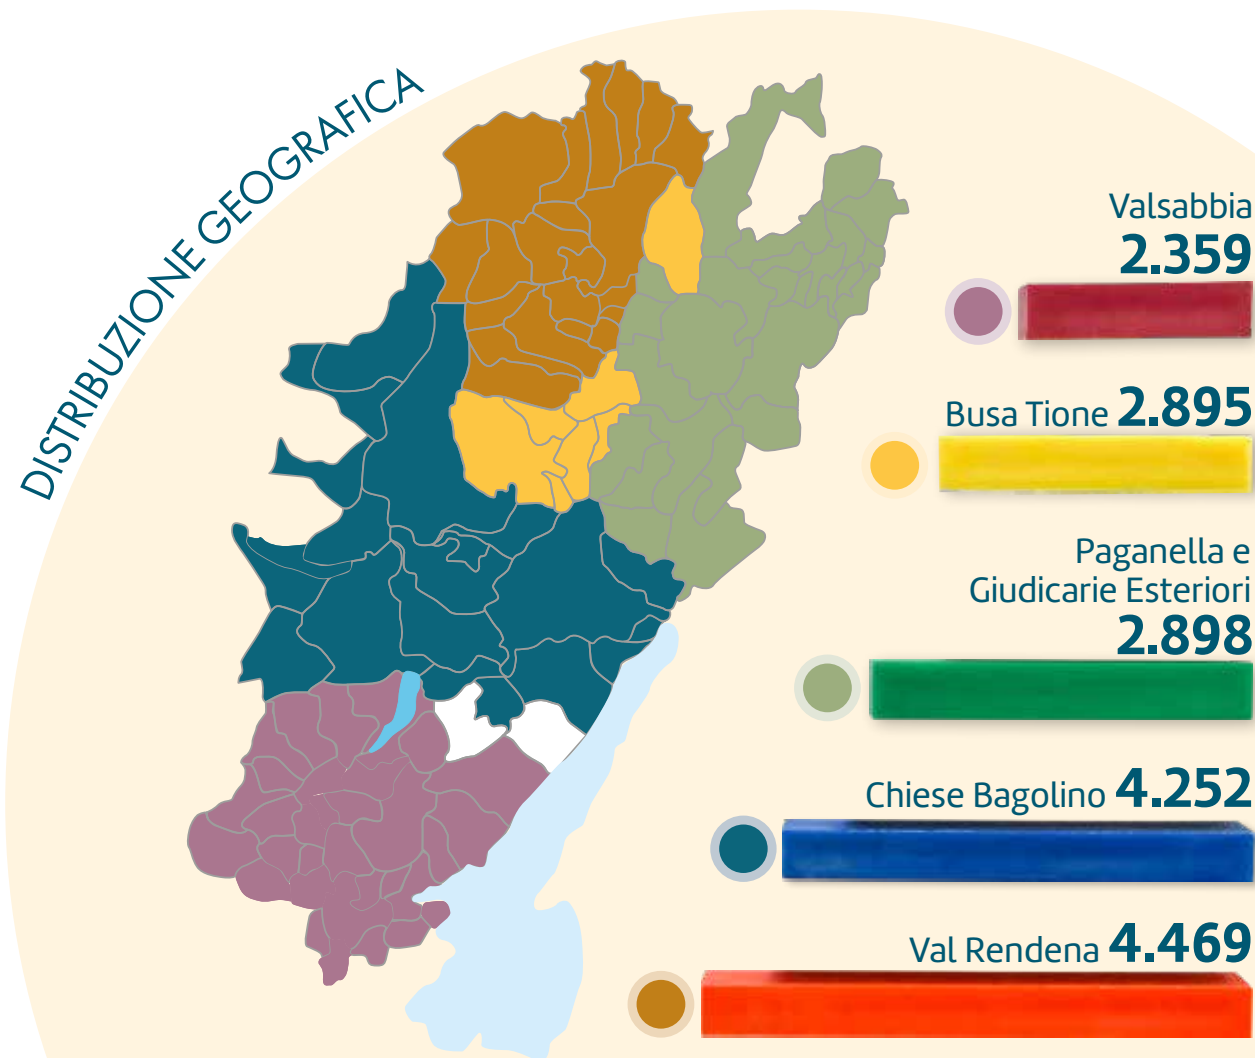 DISTRIBUZIONE GEOGRAFICA
Valsabbia
2.359
Busa Tione 2.895
Paganella e
Giudicarie Esteriori
2.898
Chiese Bagolino 4.252
Val Rendena 4.469